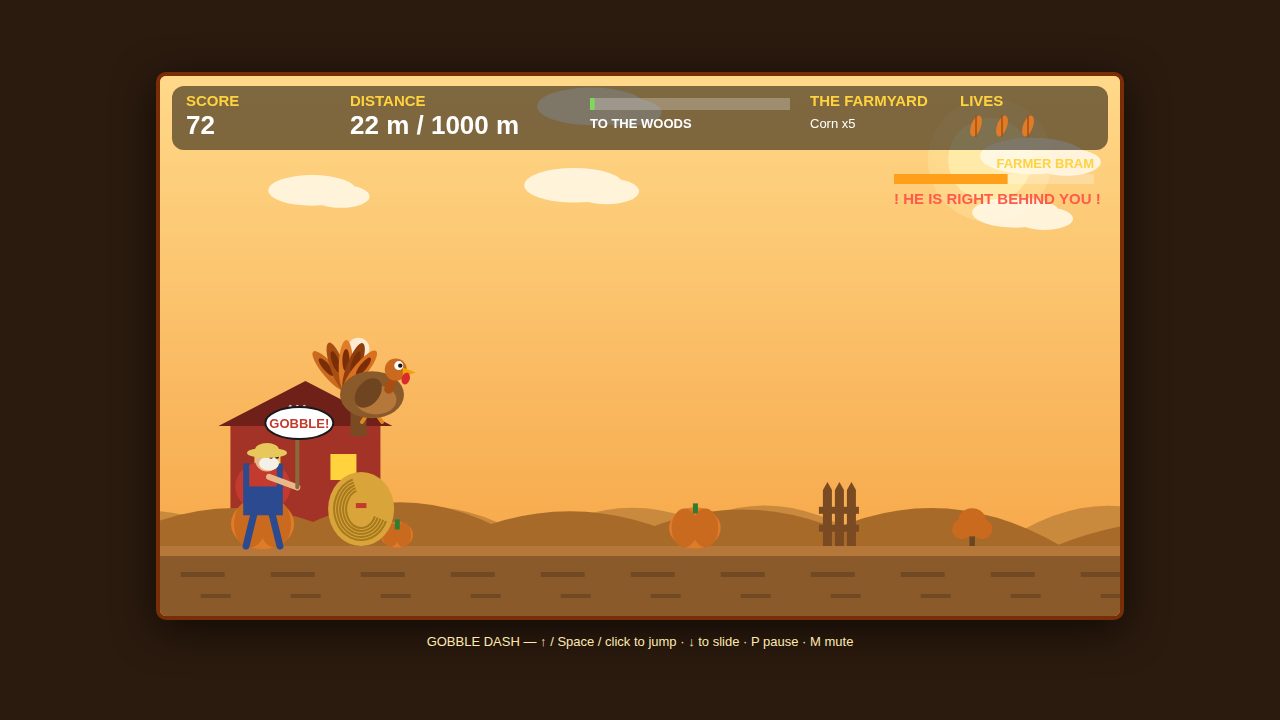 SCORE
72
DISTANCE
22 m / 1000 m
TO THE WOODS
THE FARMYARD
Corn x5
LIVES
FARMER BRAM
! HE IS RIGHT BEHIND YOU !
GOBBLE!
GOBBLE DASH — ↑ / Space / click to jump · ↓ to slide · P pause · M mute